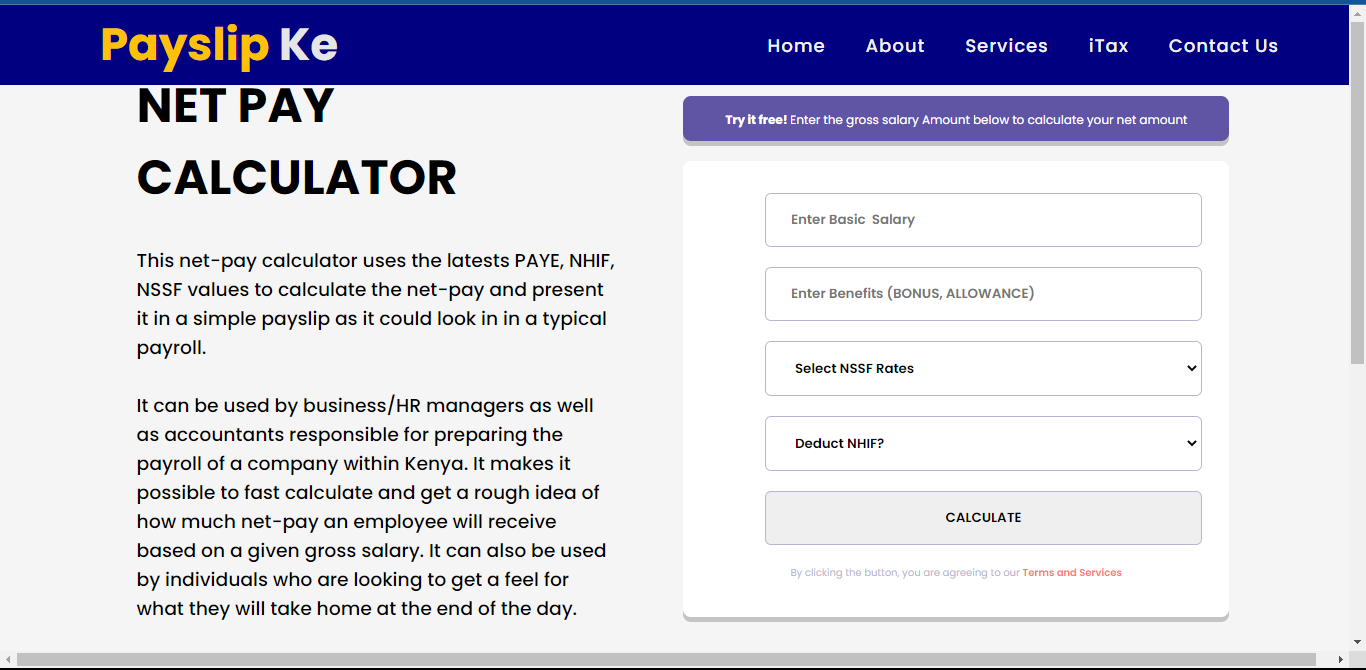 Payslip Ke
Home About Services iTax Contact Us
NET PAY
CALCULATOR
This net-pay calculator uses the latests PAYE, NHIF,
NSSF values to calculate the net-pay and present
it in a simple payslip as it could look in in a typical
payroll.
It can be used by business/HR managers as well
as accountants responsible for preparing the
payroll of a company within Kenya. It makes it
possible to fast calculate and get a rough idea of
how much net-pay an employee will receive
based on a given gross salary. It can also be used
by individuals who are looking to get a feel for
what they will take home at the end of the day.
Try it free! Enter the gross salary Amount below to calculate your net amount
Enter Basic  Salary
Enter Benefits (BONUS, ALLOWANCE)
Select NSSF Rates
Deduct NHIF?
CALCULATE
By clicking the button, you are agreeing to our Terms and Services